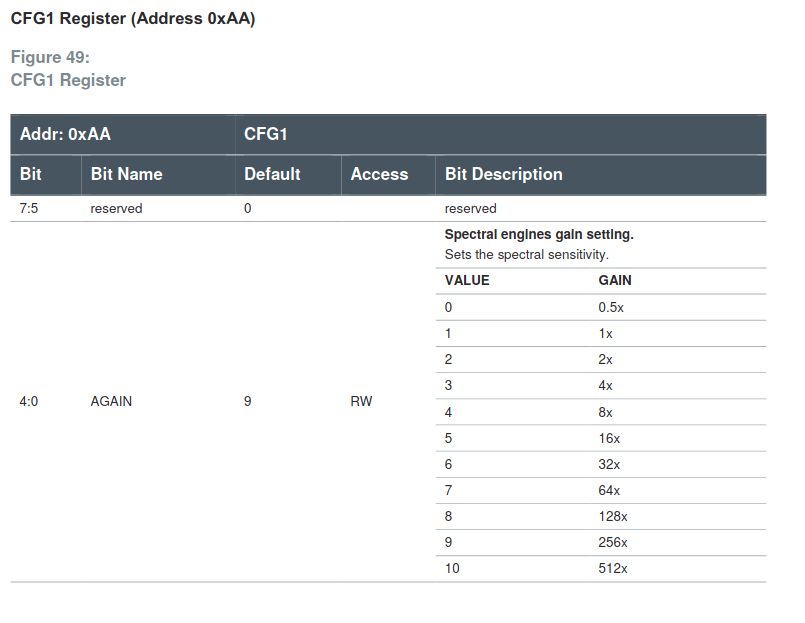 CFG1 Register (Address 0xAA)
Figure 49:
CFG1 Register
Addr: 0xAA CFG1
Bit Bit Name Default Access Bit Description
7:5 reserved 0 reserved
Spectral engines gain setting.
Sets the spectral sensitivity.
VALUE GAIN
0 0.5x
1 1x
2 2x
3 4x
4:0 AGAIN 9 RW
4 8x
5 16x
6 32x
7 64x
8 128x
9 256x
10 512x